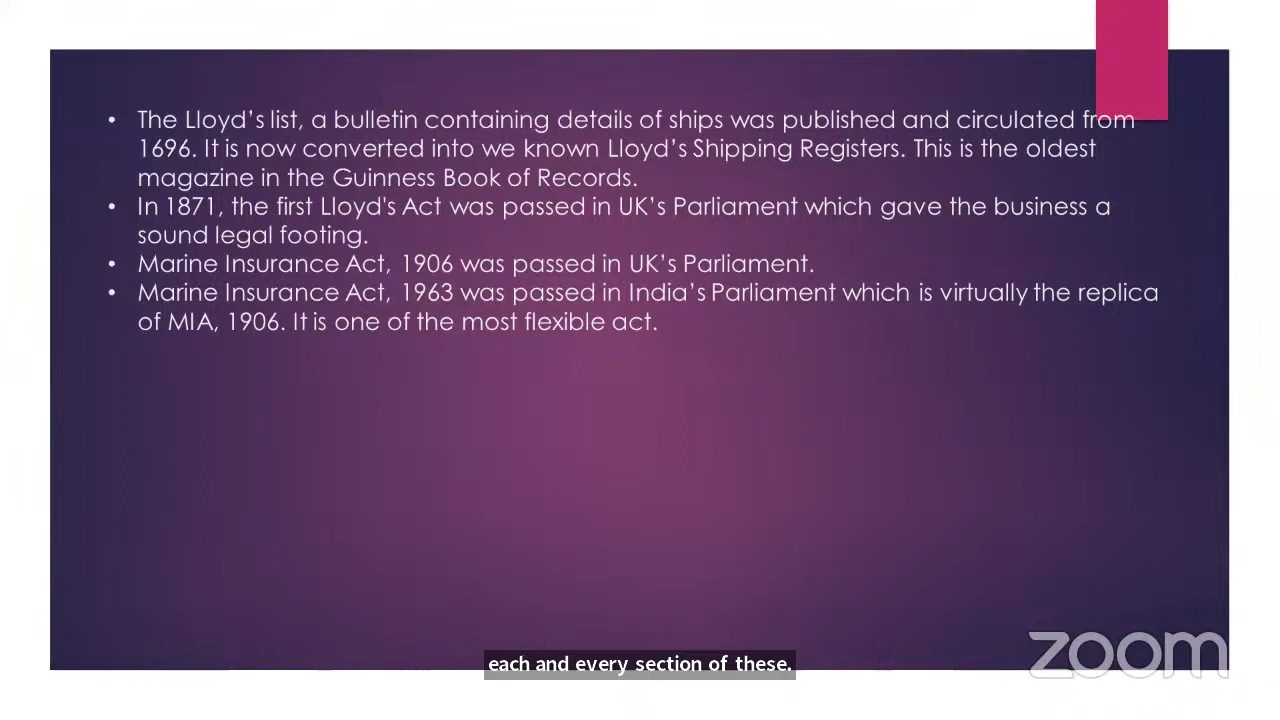 • The Lloyd's list, a bulletin containing details of ships was published and circulated from
1696. It is now converted into we known Lloyd's Shipping Registers. This is the oldest
magazine in the Guinness Book of Records.
• In 1871, the first Lloyd's Act was passed in UK's Parliament which gave the business a
sound legal footing.
• Marine Insurance Act, 1906 was passed in UK's Parliament.
• Marine Insurance Act, 1963 was passed in India's Parliament which is virtually the replica
of MIA, 1906. It is one of the most flexible act.
zoom
each and every section of these.